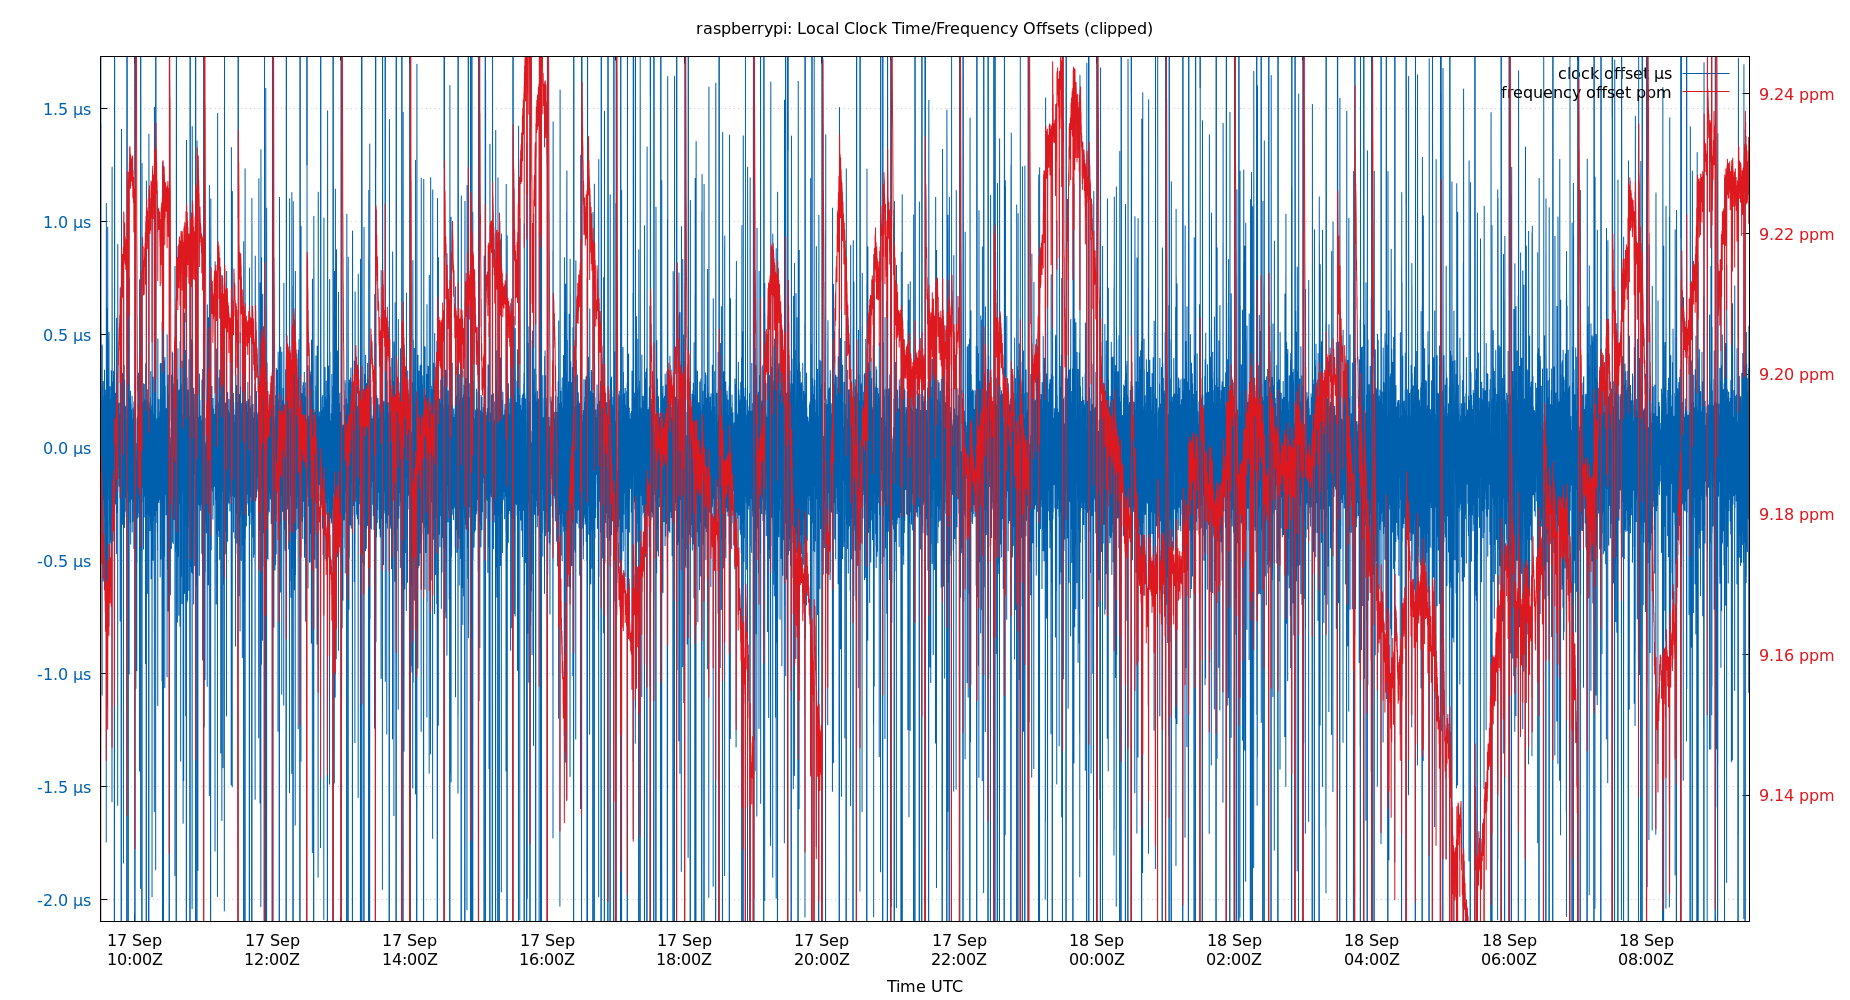 raspberrypi: Local Clock Time/Frequency Offsets (clipped)
clock offset µs
frequency offset ppm
1.5 µs
1.0 µs
0.5 µs
0.0 µs
-0.5 µs
-1.0 µs
-1.5 µs
-2.0 µs
9.24 ppm
9.22 ppm
9.20 ppm
9.18 ppm
9.16 ppm
9.14 ppm
17 Sep 17 Sep 17 Sep 17 Sep 17 Sep 17 Sep 17 Sep 18 Sep 18 Sep 18 Sep 18 Sep 18 Sep
10:00Z 12:00Z 14:00Z 16:00Z 18:00Z 20:00Z 22:00Z 00:00Z 02:00Z 04:00Z 06:00Z 08:00Z
Time UTC